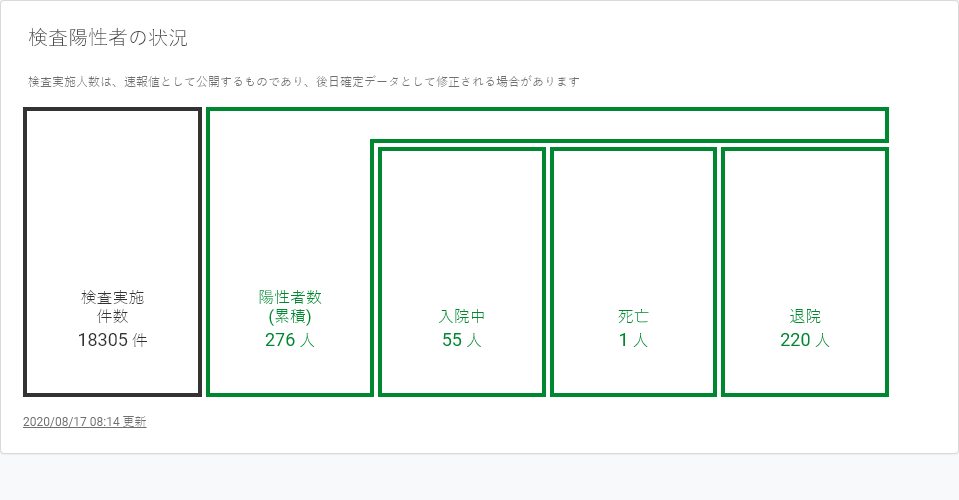 検査陽性者の状況
検査実施人数は、速報値として公開するものであり、後日確定データとして修正される場合があります
検査実施
件数
18305 件
陽性者数
(累積)
276 人
入院中
55 人
死亡
1 人
退院
220 人
2020/08/17 08:14 更新